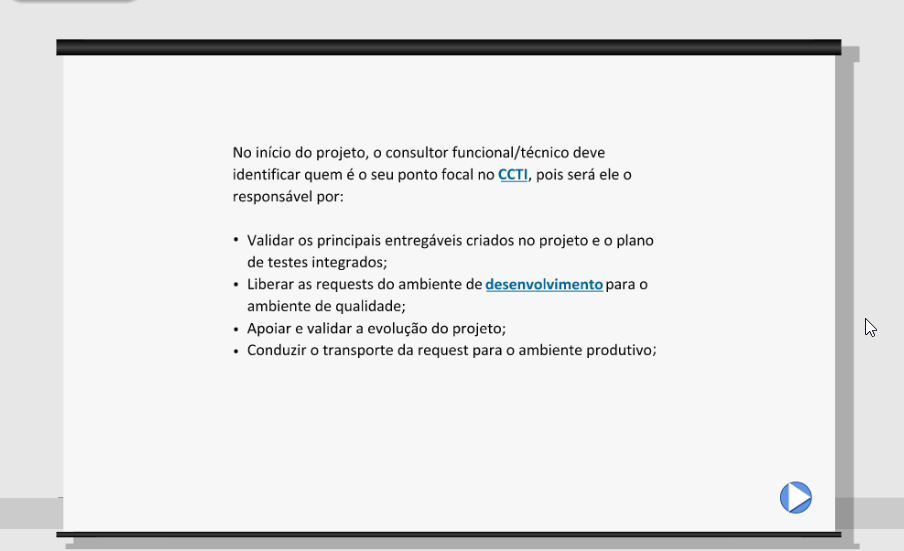 No início do projeto, o consultor funcional/técnico deve
identificar quem é o seu ponto focal no CCTI, pois será ele o
responsável por:
• Validar os principais entregáveis criados no projeto e o plano
de testes integrados;
• Liberar as requests do ambiente de desenvolvimento para o
ambiente de qualidade;
• Apoiar e validar a evolução do projeto;
• Conduzir o transporte da request para o ambiente produtivo;